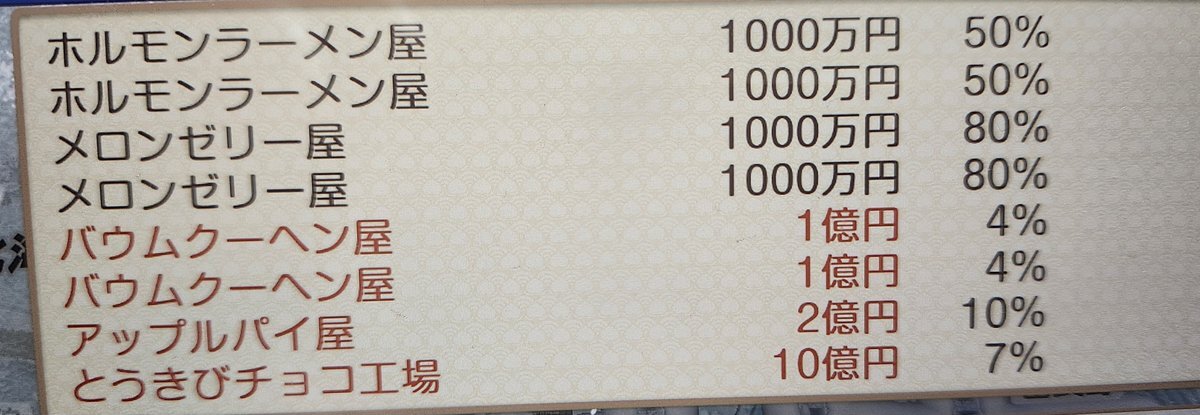 ホルモンラーメン屋 1000万円 50%
ホルモンラーメン屋 1000万円 50%
メロンゼリー屋 1000万円 80%
メロンゼリー屋 1000万円 80%
バウムクーヘン屋 1億円 4%
バウムクーヘン屋 1億円 4%
アップルパイ屋 2億円 10%
とうきびチョコ工場 10億円 7%